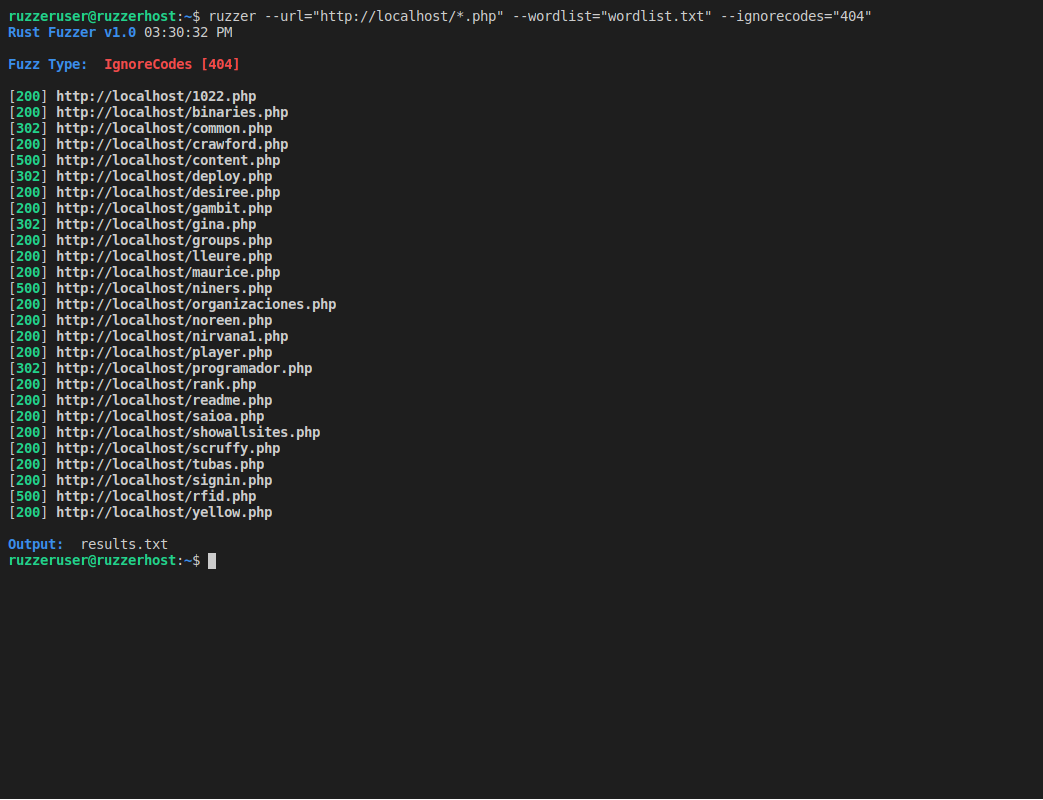 ruzzeruser@ruzzerhost:~$ ruzzer --url="http://localhost/*.php" --wordlist="wordlist.txt" --ignorecodes="404"
Rust Fuzzer v1.0 03:30:32 PM
Fuzz Type:  IgnoreCodes [404]
[200] http://localhost/1022.php
[200] http://localhost/binaries.php
[302] http://localhost/common.php
[200] http://localhost/crawford.php
[500] http://localhost/content.php
[302] http://localhost/deploy.php
[200] http://localhost/desiree.php
[200] http://localhost/gambit.php
[302] http://localhost/gina.php
[200] http://localhost/groups.php
[200] http://localhost/lleure.php
[200] http://localhost/maurice.php
[500] http://localhost/niners.php
[200] http://localhost/organizaciones.php
[200] http://localhost/noreen.php
[200] http://localhost/nirvana1.php
[200] http://localhost/player.php
[302] http://localhost/programador.php
[200] http://localhost/rank.php
[200] http://localhost/readme.php
[200] http://localhost/saioa.php
[200] http://localhost/showallsites.php
[200] http://localhost/scruffy.php
[200] http://localhost/tubas.php
[200] http://localhost/signin.php
[500] http://localhost/rfid.php
[200] http://localhost/yellow.php
Output:  results.txt
ruzzeruser@ruzzerhost:~$